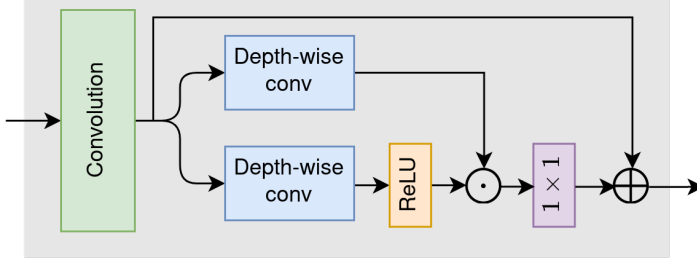 Convolution
Depth-wise
conv
Depth-wise
conv
ReLU
1 × 1